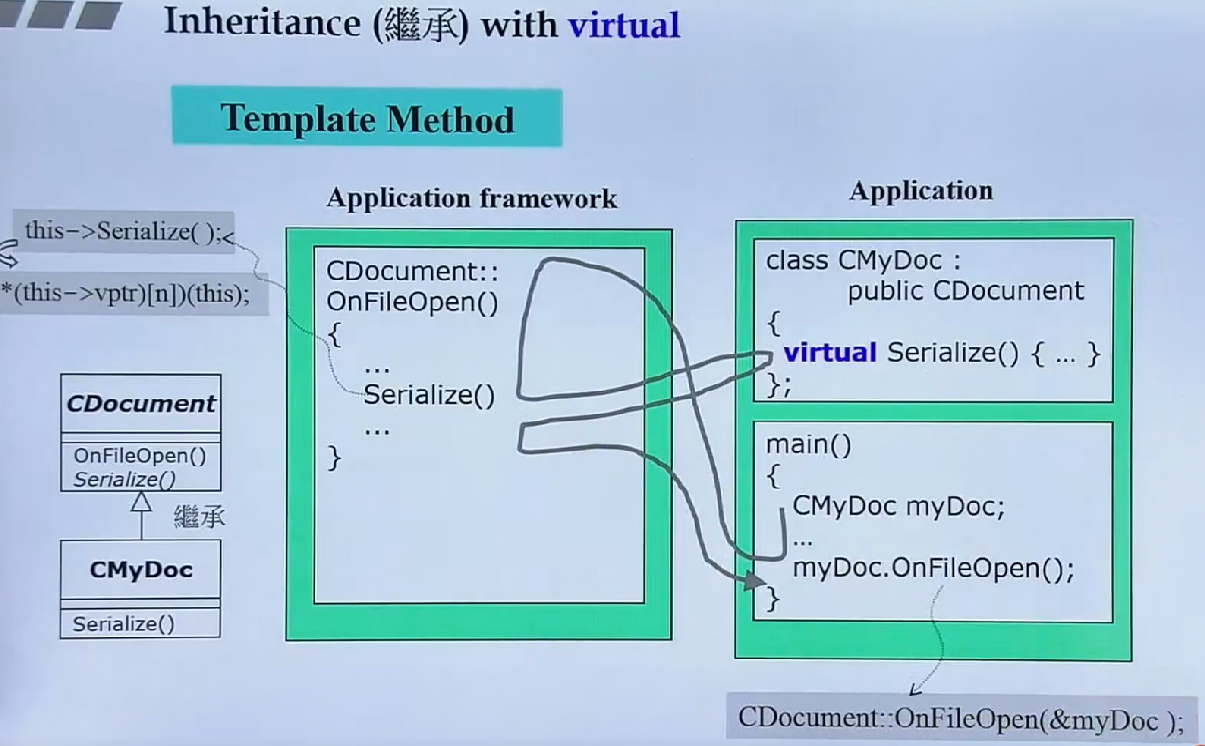 Inheritance (繼承) with virtual
Template Method
Application framework
Application
this->Serialize( );
*(this->vptr)[n])(this);
CDocument
OnFileOpen()
Serialize()
繼承
CMyDoc
Serialize()
CDocument::
OnFileOpen()
{
...
Serialize()
...
}
class CMyDoc :
public CDocument
{
virtual Serialize() { ... }
};
main()
{
CMyDoc myDoc;
...
myDoc.OnFileOpen();
}
CDocument::OnFileOpen(&myDoc );